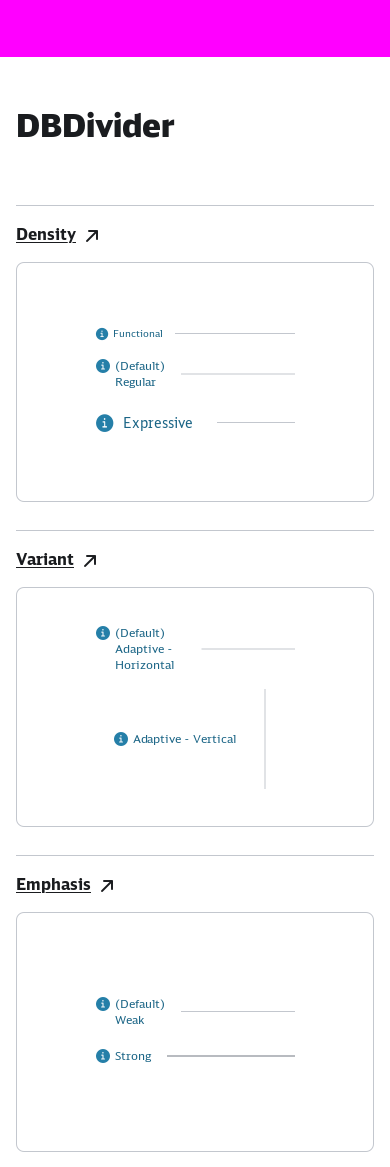 DBDivider
Density
Functional
(Default)
Regular
Expressive
Variant
(Default)
Adaptive -
Horizontal
Adaptive - Vertical
Emphasis
(Default)
Weak
Strong